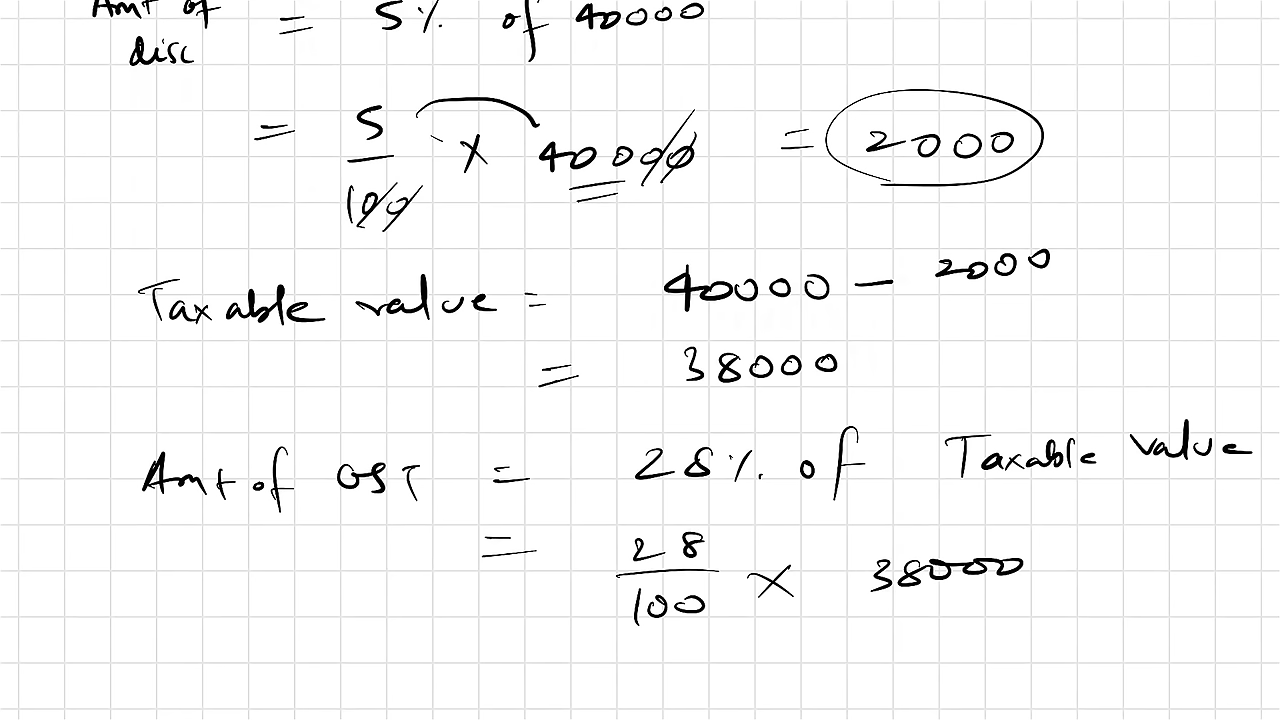 Amt of = 5% of 40000
disc
= 5/100 × 40000 = 2000
Taxable value = 40000 - 2000
= 38000
Amt of GST = 28% of Taxable value
= 28/100 × 38000